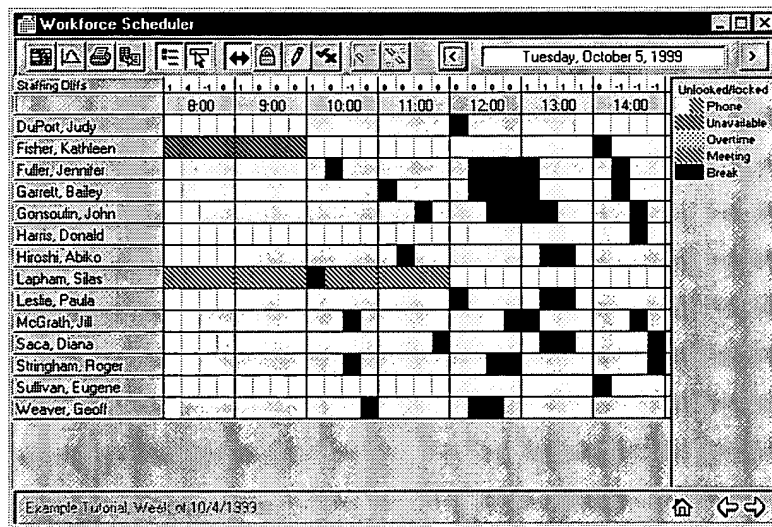 Workforce Scheduler
Tuesday, October 5, 1999
Staffing Diffs
8:00 9:00 10:00 11:00 12:00 13:00 14:00
DuPort, Judy
Fisher, Kathleen
Fuller, Jennifer
Garrett, Bailey
Gonsoulin, John
Harris, Donald
Hiroshi, Abiko
Lapham, Silas
Leslie, Paula
McGrath, Jill
Saca, Diana
Stringham, Roger
Sullivan, Eugene
Weaver, Geoff
Unlooked/locked
Phone
Unavailable
Overtime
Meeting
Break
Example Tutorial, Week of 10/4/1999